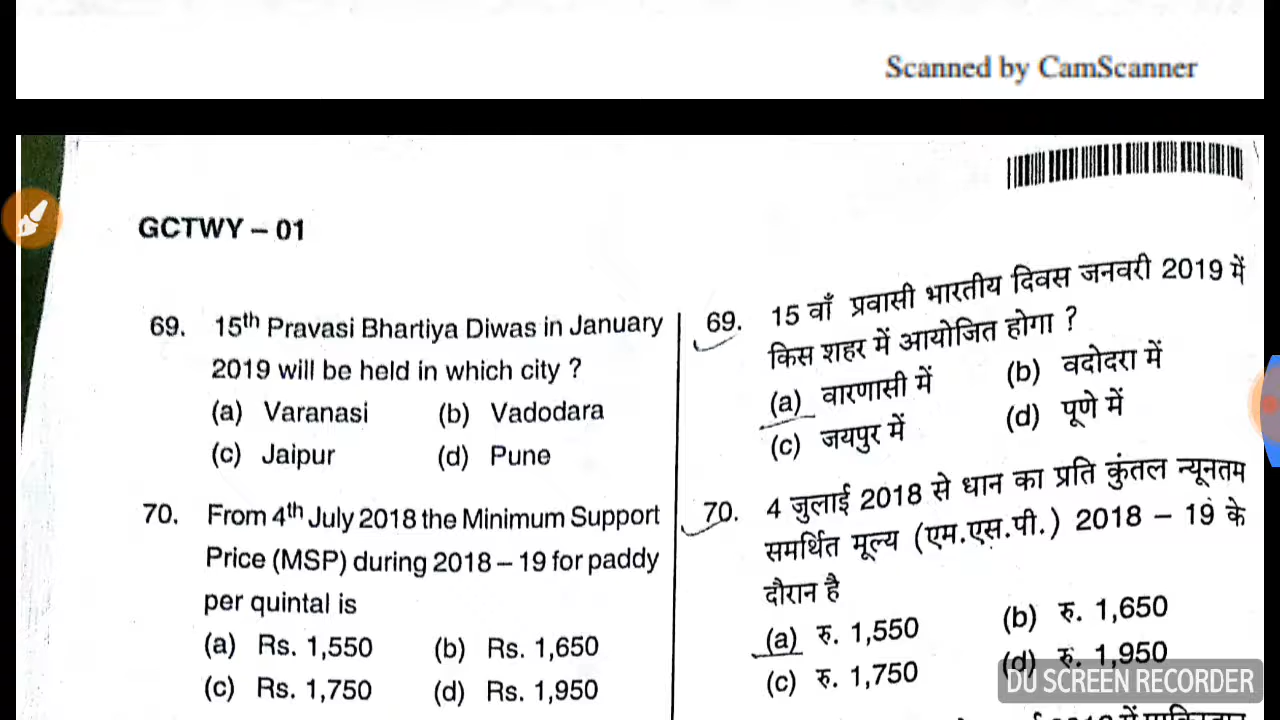 Scanned by CamScanner
GCTWY – 01
69. 15th Pravasi Bhartiya Diwas in January
2019 will be held in which city ?
(a) Varanasi (b) Vadodara
(c) Jaipur (d) Pune
70. From 4th July 2018 the Minimum Support
Price (MSP) during 2018 – 19 for paddy
per quintal is
(a) Rs. 1,550 (b) Rs. 1,650
(c) Rs. 1,750 (d) Rs. 1,950
69. 15 वाँ प्रवासी भारतीय दिवस जनवरी 2019 में
किस शहर में आयोजित होगा ?
(a) वारणासी में (b) वदोदरा में
(c) जयपुर में (d) पूणे में
70. 4 जुलाई 2018 से धान का प्रति कुंतल न्यूनतम
समर्थित मूल्य (एम.एस.पी.) 2018 – 19 के
दौरान है
(a) रु. 1,550 (b) रु. 1,650
(c) रु. 1,750 (d) रु. 1,950
DU SCREEN RECORDER